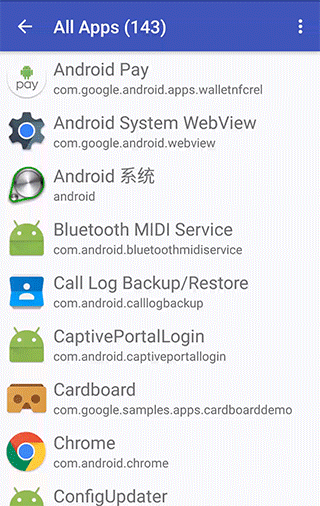 All Apps (143)
Android Pay
pay
com.google.android.apps.walletnfcrel
Android System WebView
com.google.android.webview
Android 系统
android
Bluetooth MIDI Service
com.android.bluetoothmidiservice
Call Log Backup/Restore
com.android.calllogbackup
CaptivePortalLogin
com.android.captiveportallogin
Cardboard
com.google.samples.apps.cardboarddemo
Chrome
com.android.chrome
ConfigUpdater